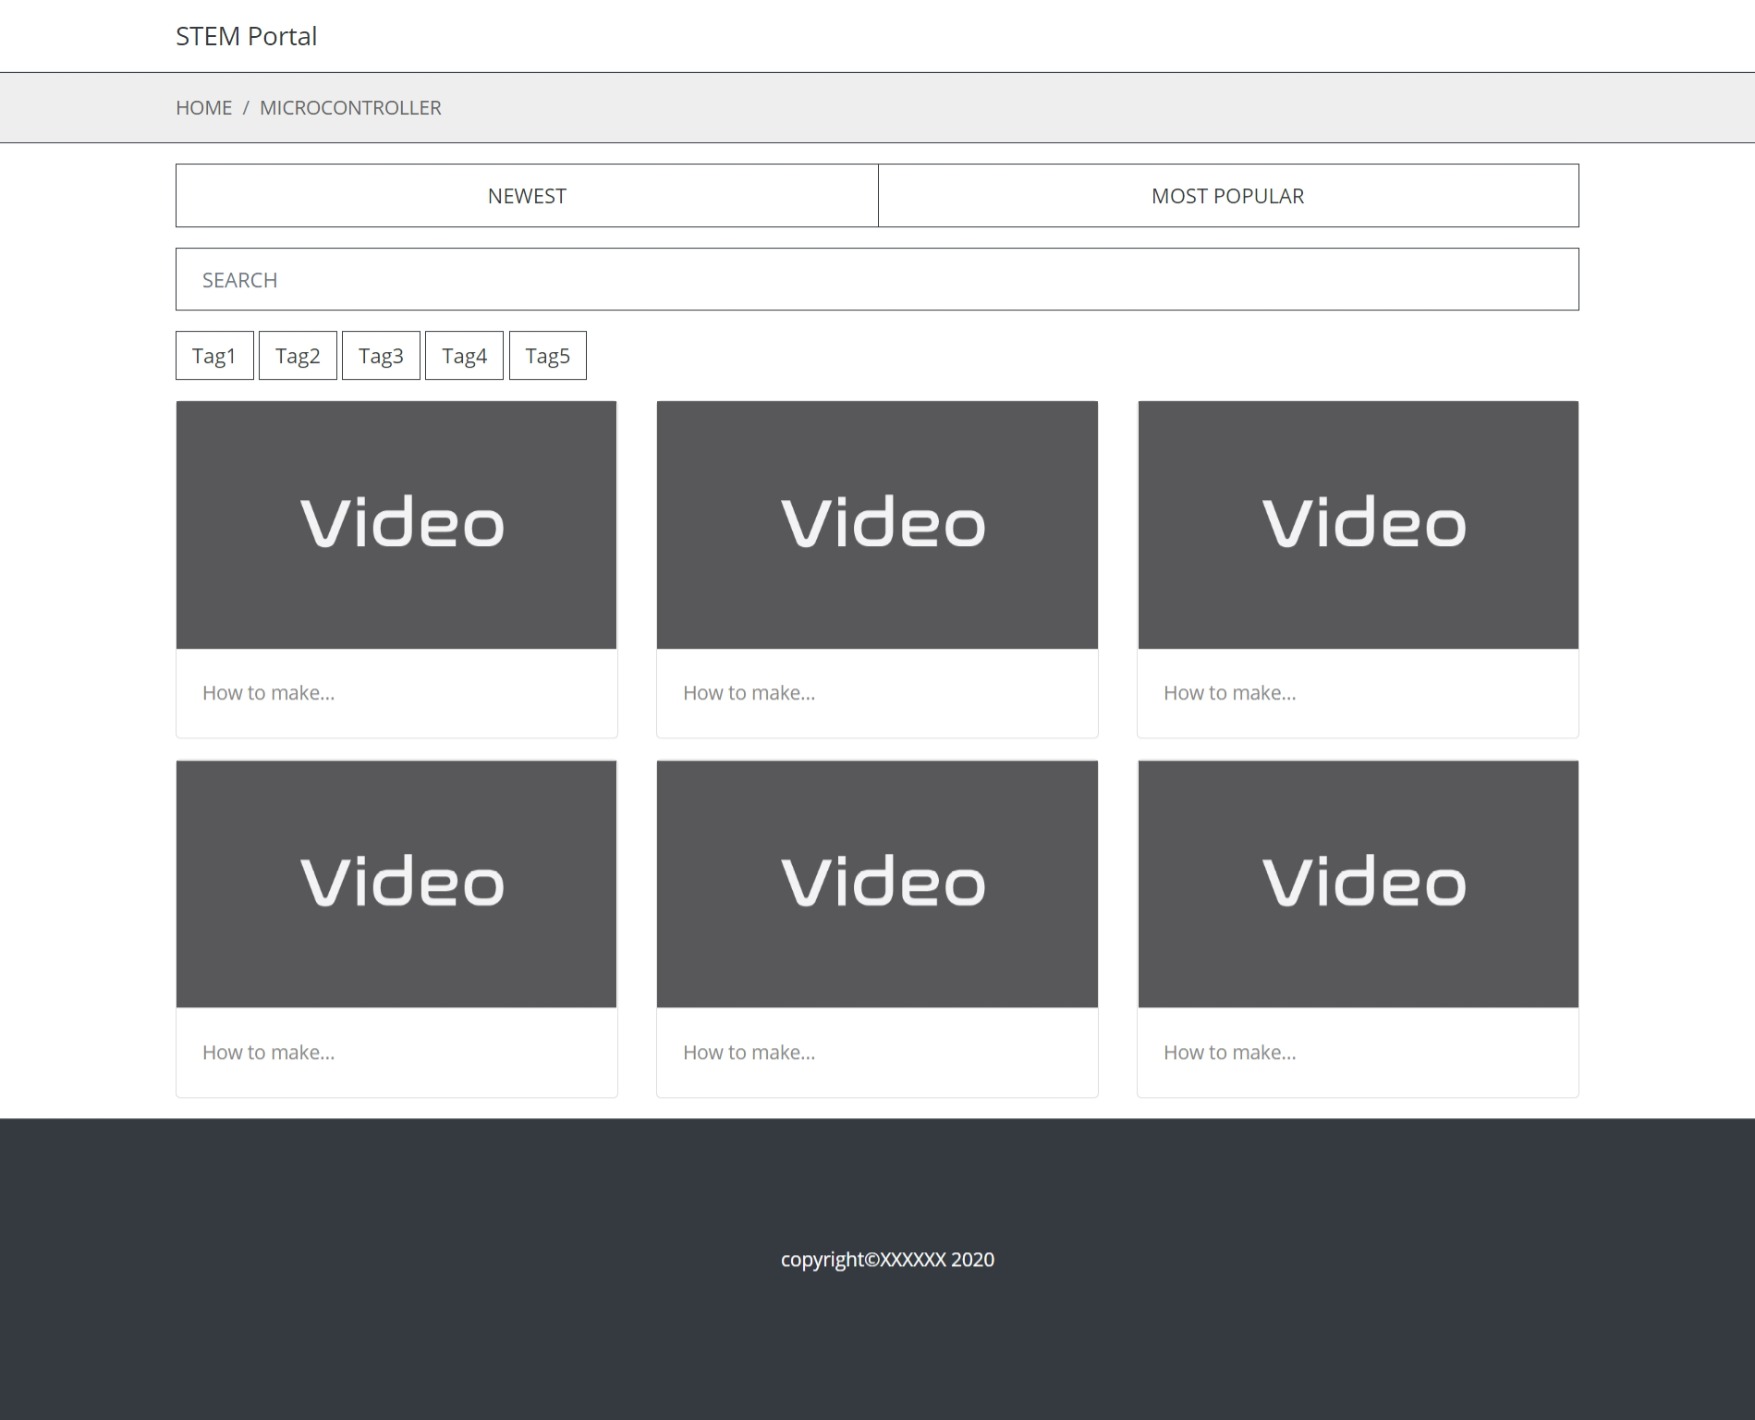 STEM Portal
HOME / MICROCONTROLLER
NEWEST MOST POPULAR
SEARCH
Tag1 Tag2 Tag3 Tag4 Tag5
Video Video Video
How to make... How to make... How to make...
Video Video Video
How to make... How to make... How to make...
copyright©XXXXXX 2020